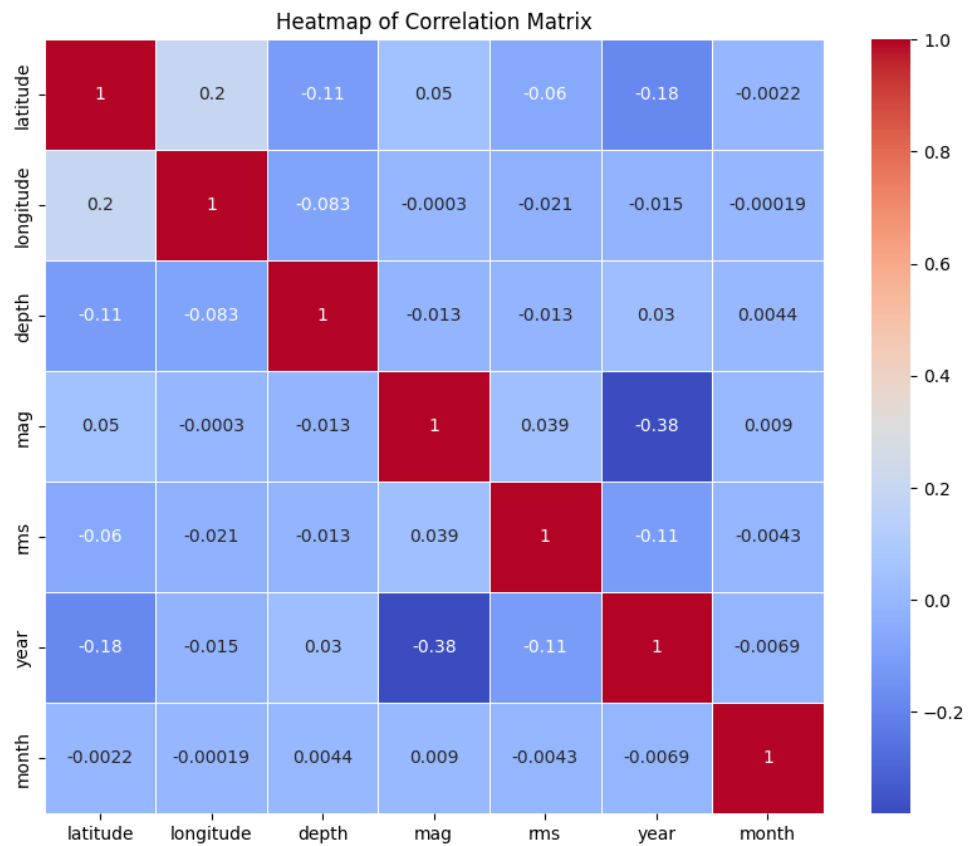 Heatmap of Correlation Matrix
latitude 1 0.2 -0.11 0.05 -0.06 -0.18 -0.0022
longitude 0.2 1 -0.083 -0.0003 -0.021 -0.015 -0.00019
depth -0.11 -0.083 1 -0.013 -0.013 0.03 0.0044
mag 0.05 -0.0003 -0.013 1 0.039 -0.38 0.009
rms -0.06 -0.021 -0.013 0.039 1 -0.11 -0.0043
year -0.18 -0.015 0.03 -0.38 -0.11 1 -0.0069
month -0.0022 -0.00019 0.0044 0.009 -0.0043 -0.0069 1
latitude longitude depth mag rms year month
1.0
0.8
0.6
0.4
0.2
0.0
−0.2